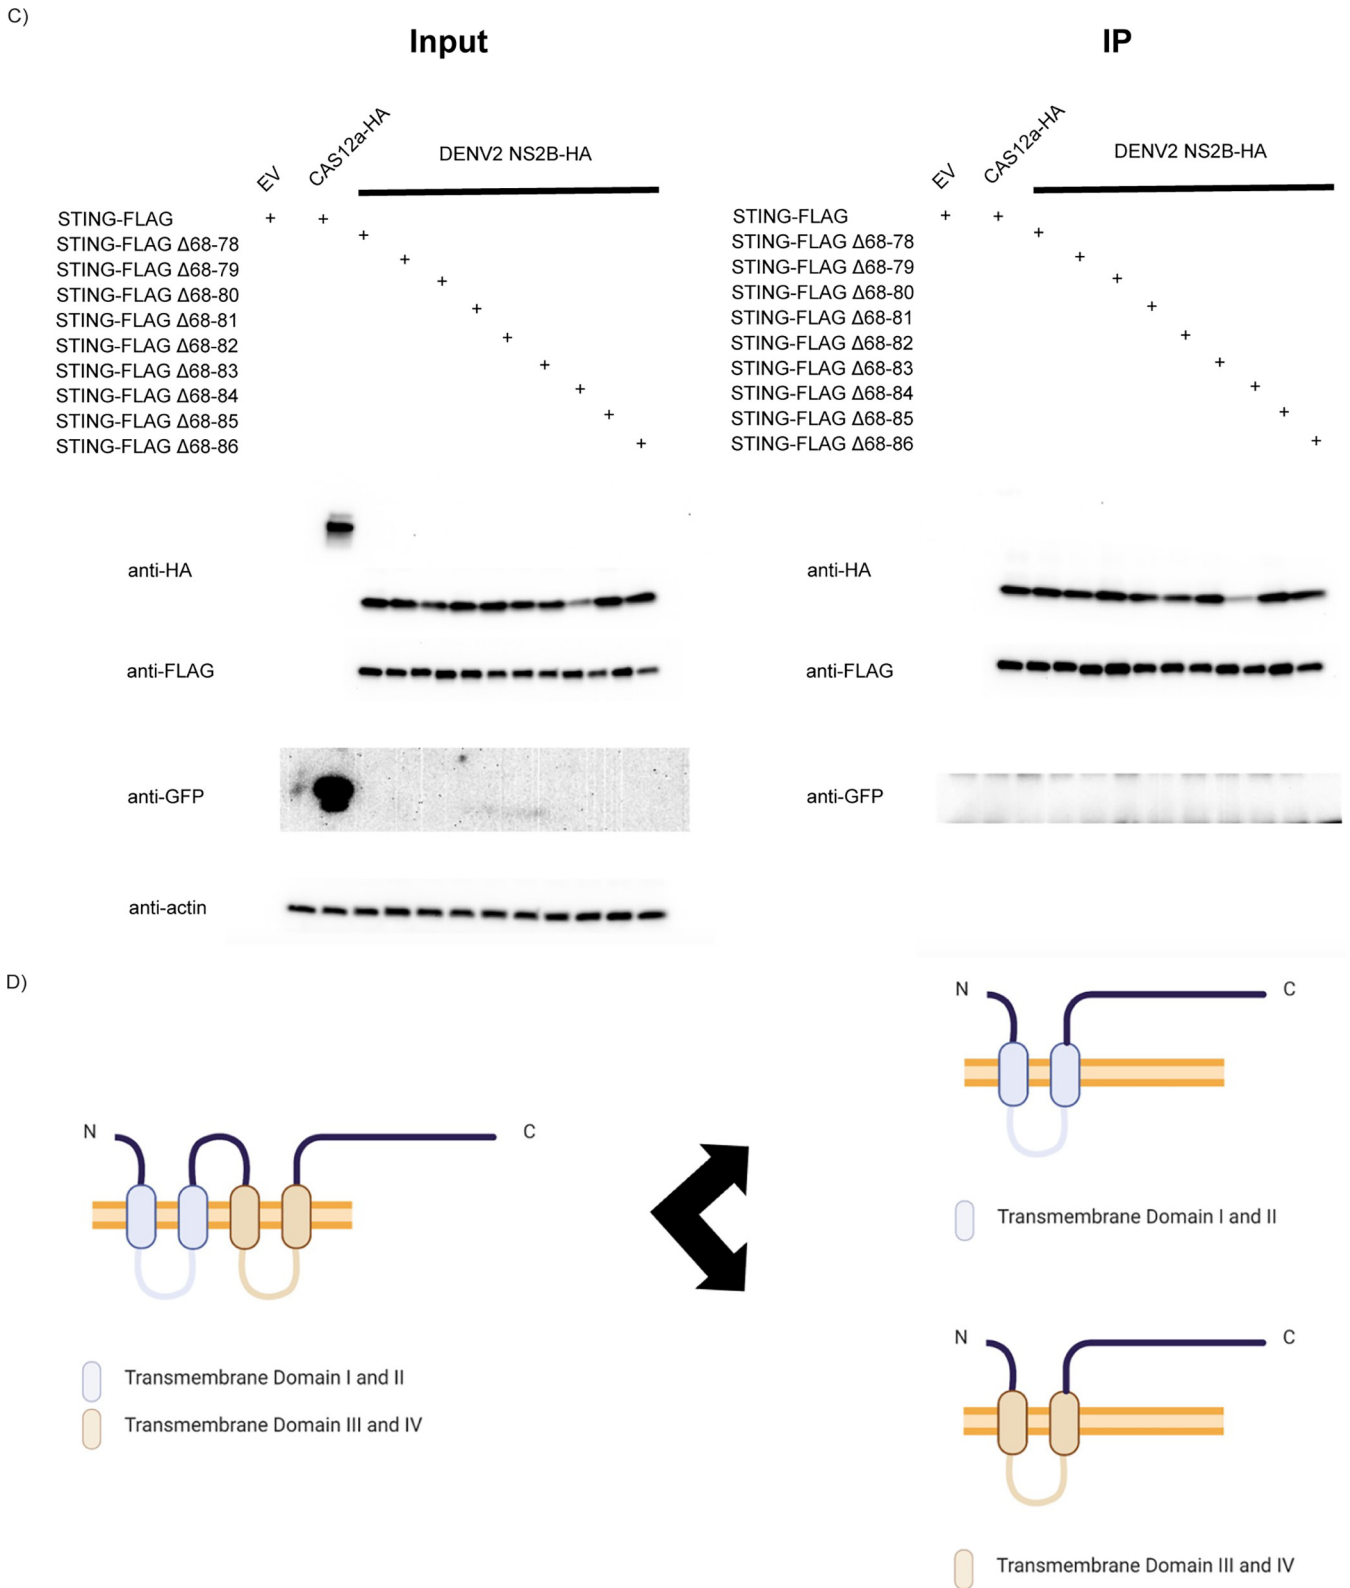 C)
Input
IP
EV
CAS12a-HA
DENV2 NS2B-HA
EV
CAS12a-HA
DENV2 NS2B-HA
STING-FLAG + +
STING-FLAG Δ68-78 +
STING-FLAG Δ68-79 +
STING-FLAG Δ68-80 +
STING-FLAG Δ68-81 +
STING-FLAG Δ68-82 +
STING-FLAG Δ68-83 +
STING-FLAG Δ68-84 +
STING-FLAG Δ68-85 +
STING-FLAG Δ68-86 +
STING-FLAG + +
STING-FLAG Δ68-78 +
STING-FLAG Δ68-79 +
STING-FLAG Δ68-80 +
STING-FLAG Δ68-81 +
STING-FLAG Δ68-82 +
STING-FLAG Δ68-83 +
STING-FLAG Δ68-84 +
STING-FLAG Δ68-85 +
STING-FLAG Δ68-86 +
anti-HA
anti-FLAG
anti-GFP
anti-actin
anti-HA
anti-FLAG
anti-GFP
D)
N C
Transmembrane Domain I and II
Transmembrane Domain III and IV
N C
Transmembrane Domain I and II
N C
Transmembrane Domain III and IV